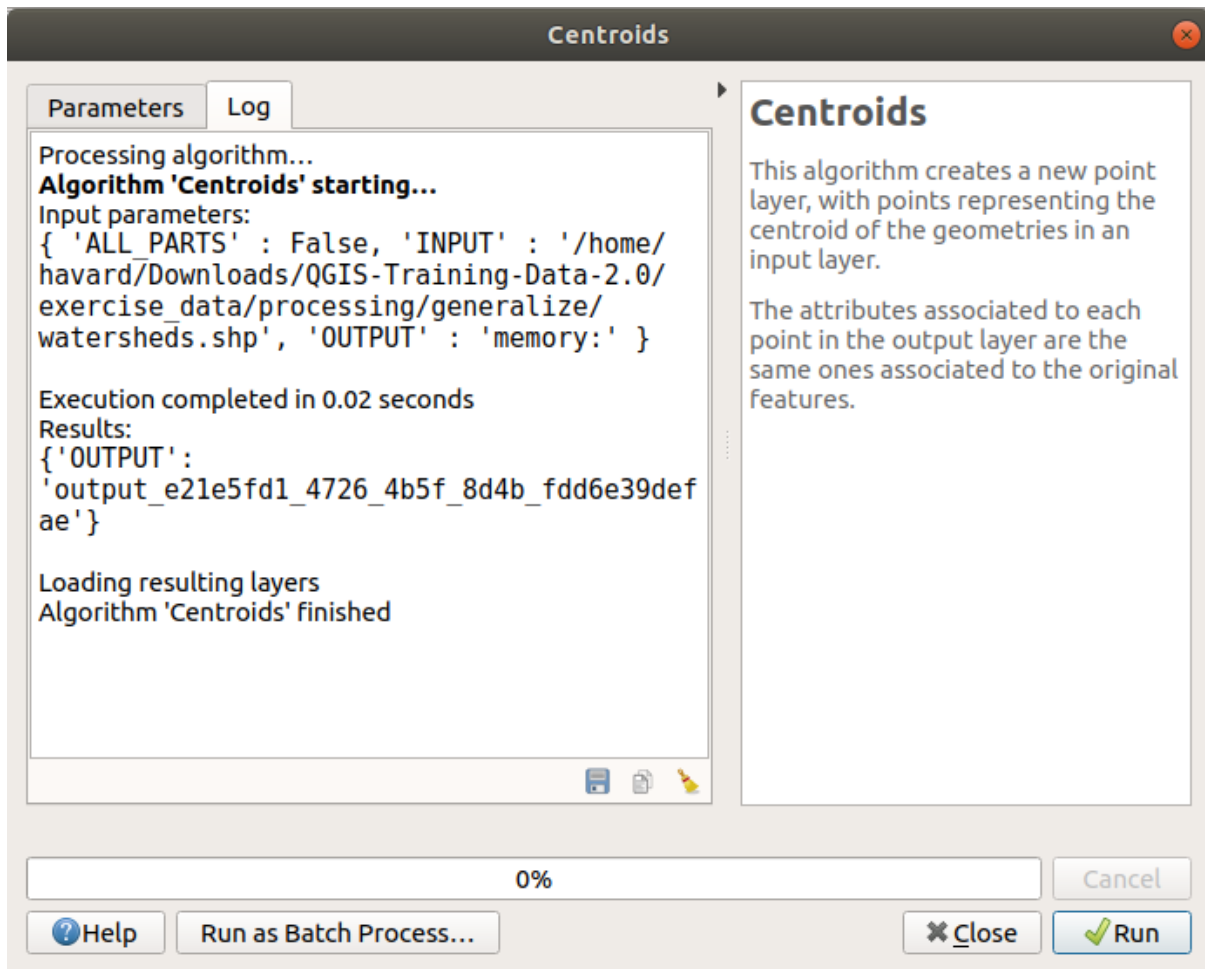 Centroids
Parameters
Log
Processing algorithm…
Algorithm 'Centroids' starting…
Input parameters:
{ 'ALL_PARTS' : False, 'INPUT' : '/home/
havard/Downloads/QGIS-Training-Data-2.0/
exercise_data/processing/generalize/
watersheds.shp', 'OUTPUT' : 'memory:' }
Execution completed in 0.02 seconds
Results:
{'OUTPUT':
'output_e21e5fd1_4726_4b5f_8d4b_fdd6e39def
ae'}
Loading resulting layers
Algorithm 'Centroids' finished
Centroids
This algorithm creates a new point
layer, with points representing the
centroid of the geometries in an
input layer.
The attributes associated to each
point in the output layer are the
same ones associated to the original
features.
0%
Cancel
Help
Run as Batch Process…
Close
Run